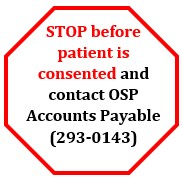 STOP before
patient is
consented and
contact OSP
Accounts Payable
(293-0143)